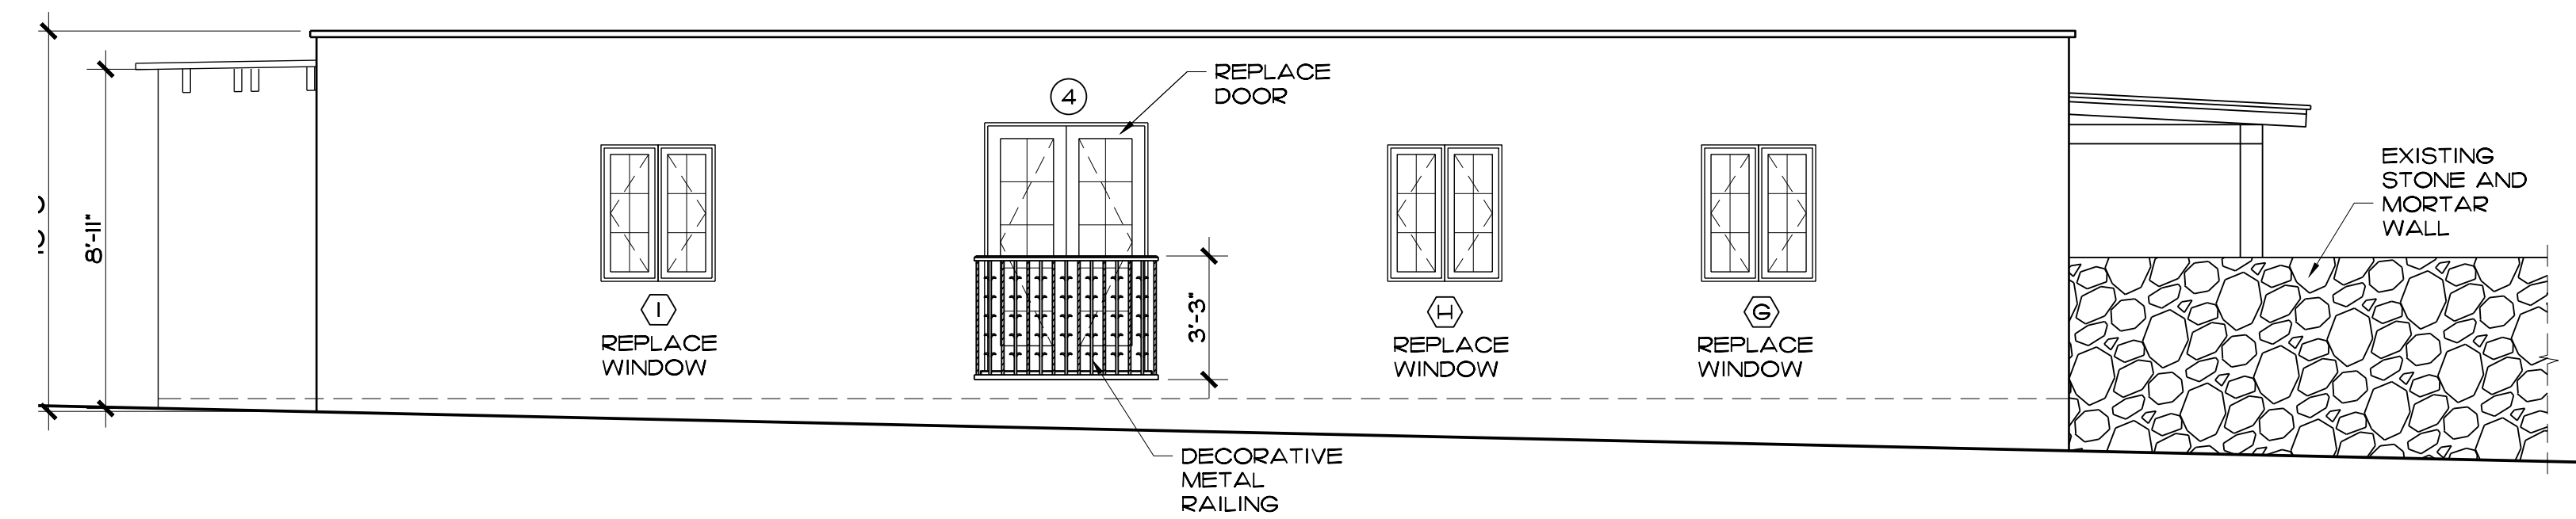 4
REPLACE
DOOR
8'-11"
3'-3"
I
REPLACE
WINDOW
H
REPLACE
WINDOW
G
REPLACE
WINDOW
EXISTING
STONE AND
MORTAR
WALL
DECORATIVE
METAL
RAILING